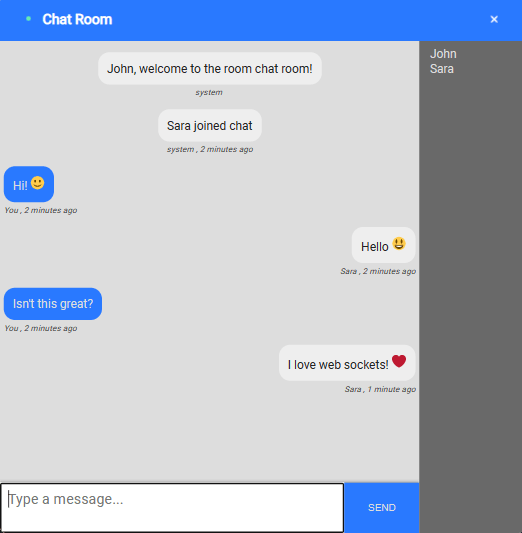 Chat Room
×
John, welcome to the room chat room!
system
Sara joined chat
system , 2 minutes ago
Hi! 🙂
You , 2 minutes ago
Hello 😃
Sara , 2 minutes ago
Isn't this great?
You , 2 minutes ago
I love web sockets! ❤️
Sara , 1 minute ago
Type a message...
SEND
John
Sara